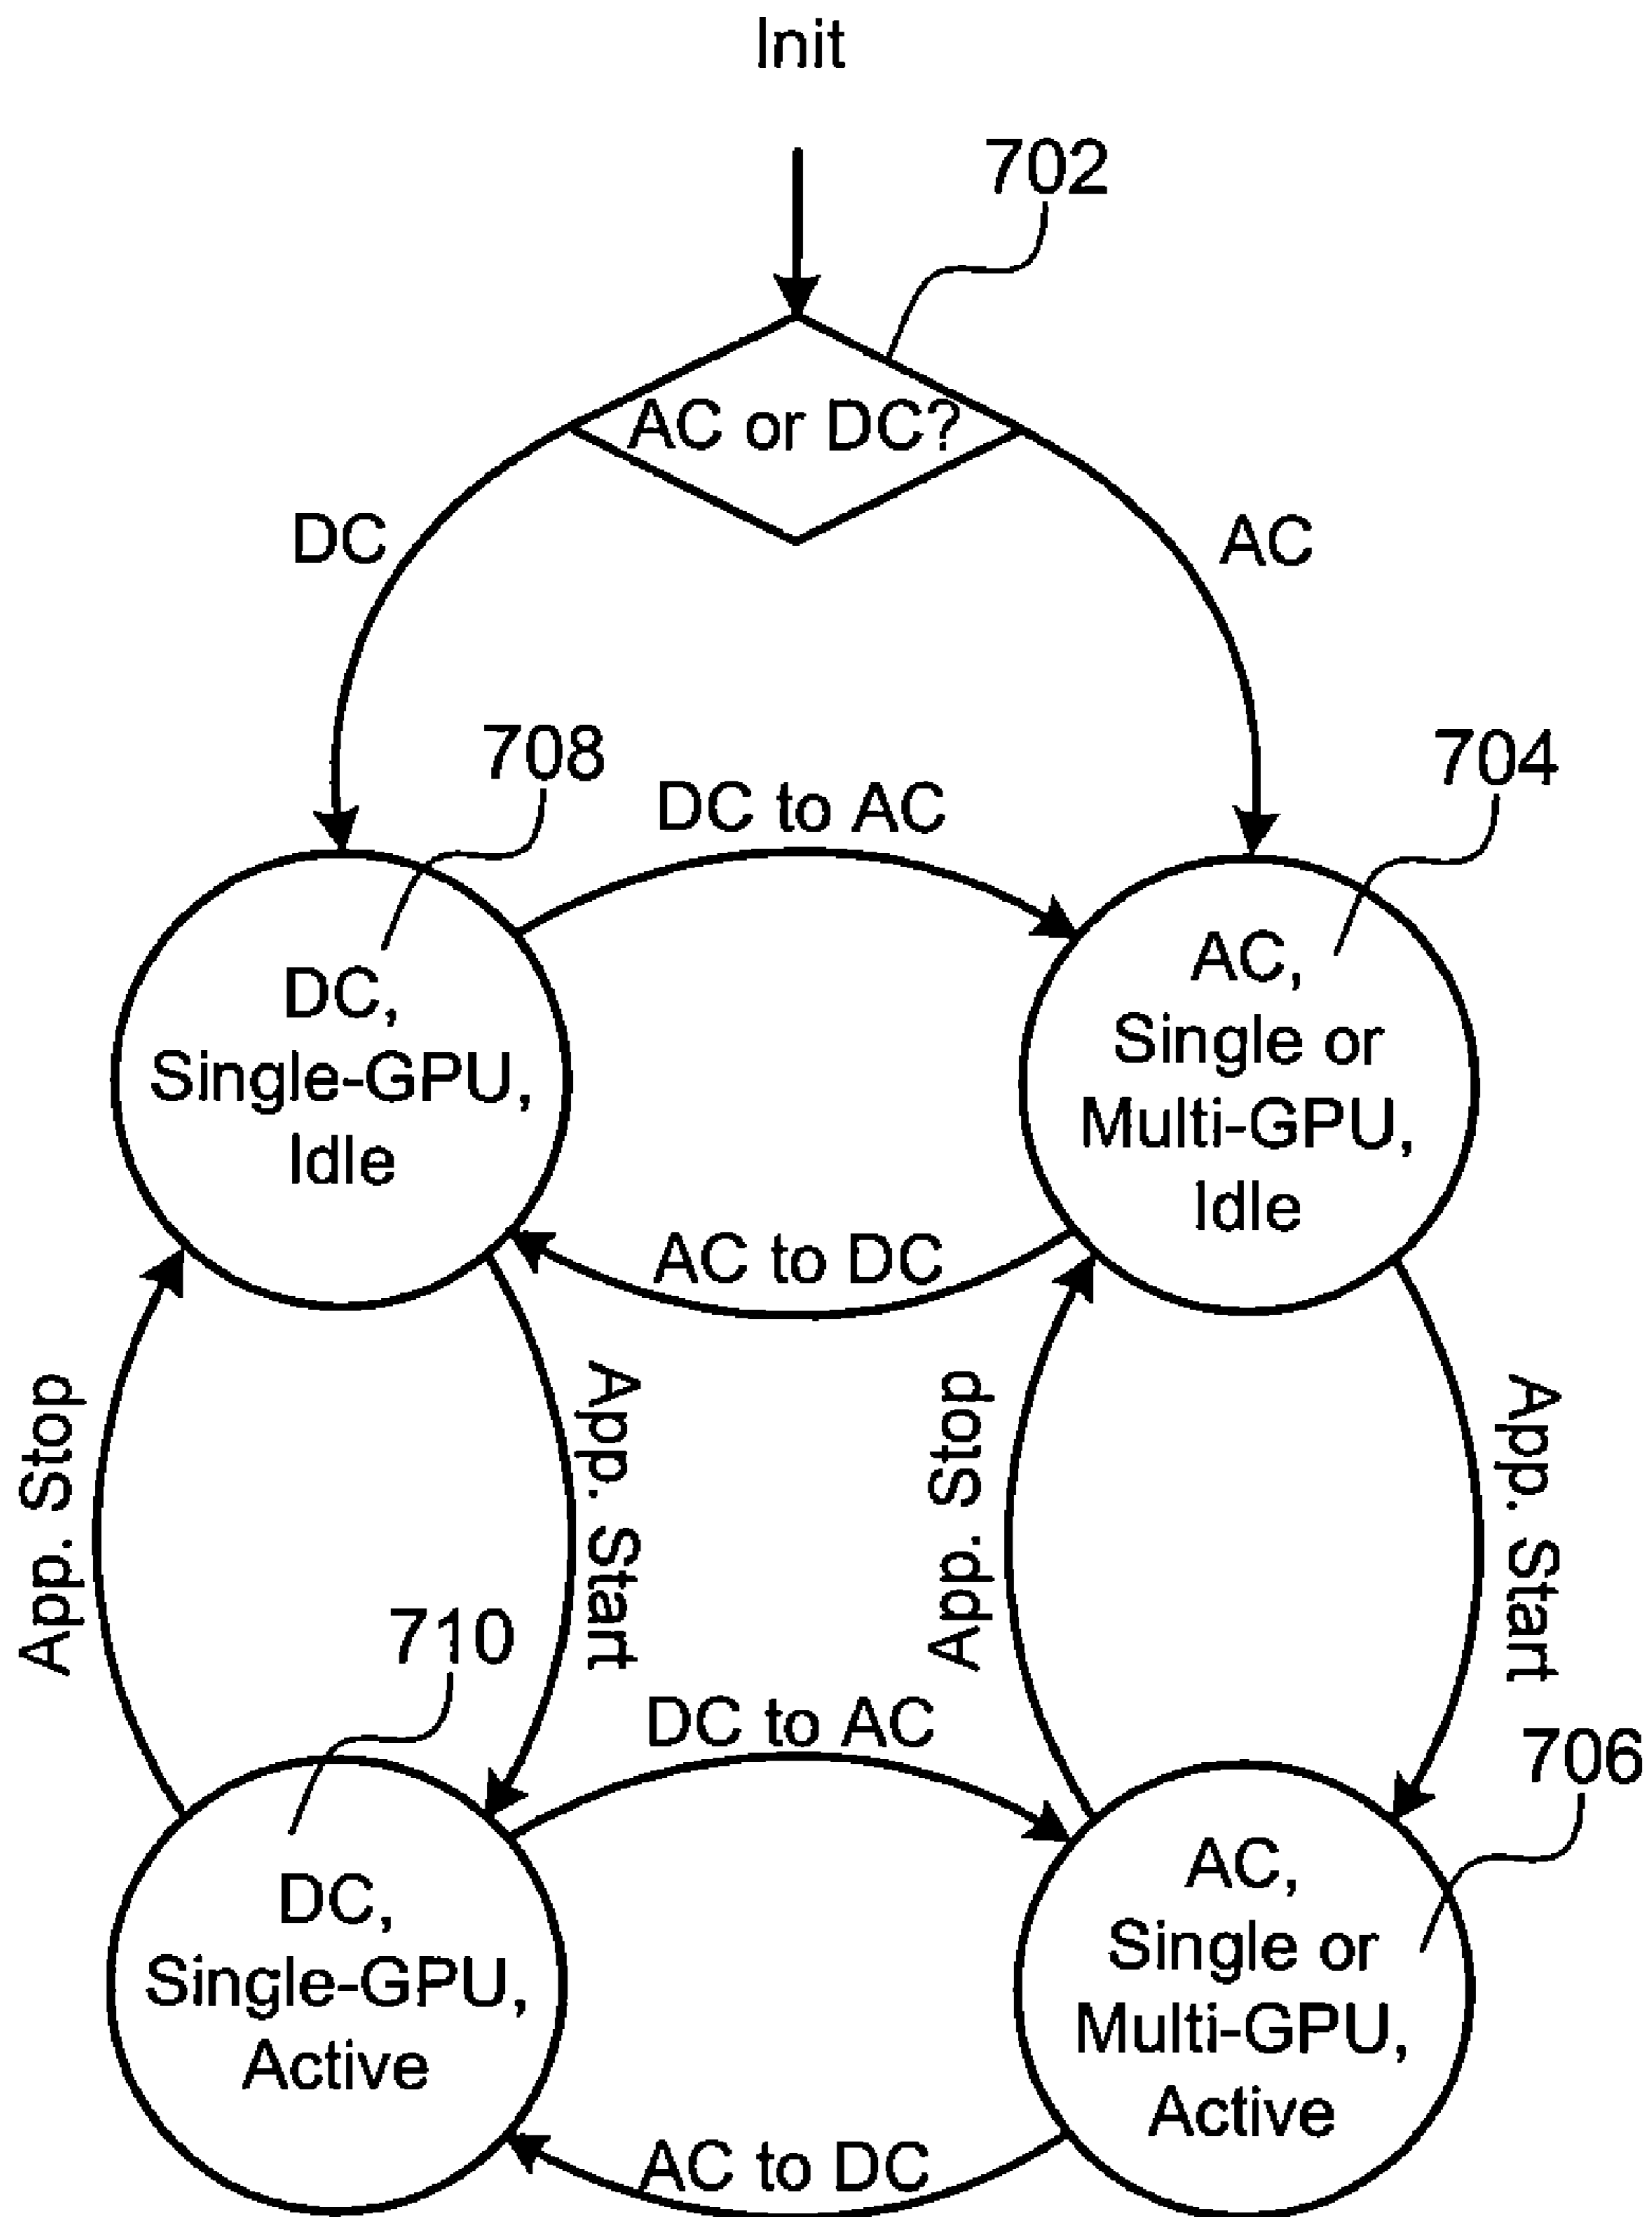 Init
702
AC or DC?
DC
AC
708
704
DC to AC
DC,
Single-GPU,
Idle
AC,
Single or
Multi-GPU,
Idle
AC to DC
App. Stop
App. Start
App. Stop
App. Start
710
DC to AC
706
DC,
Single-GPU,
Active
AC,
Single or
Multi-GPU,
Active
AC to DC